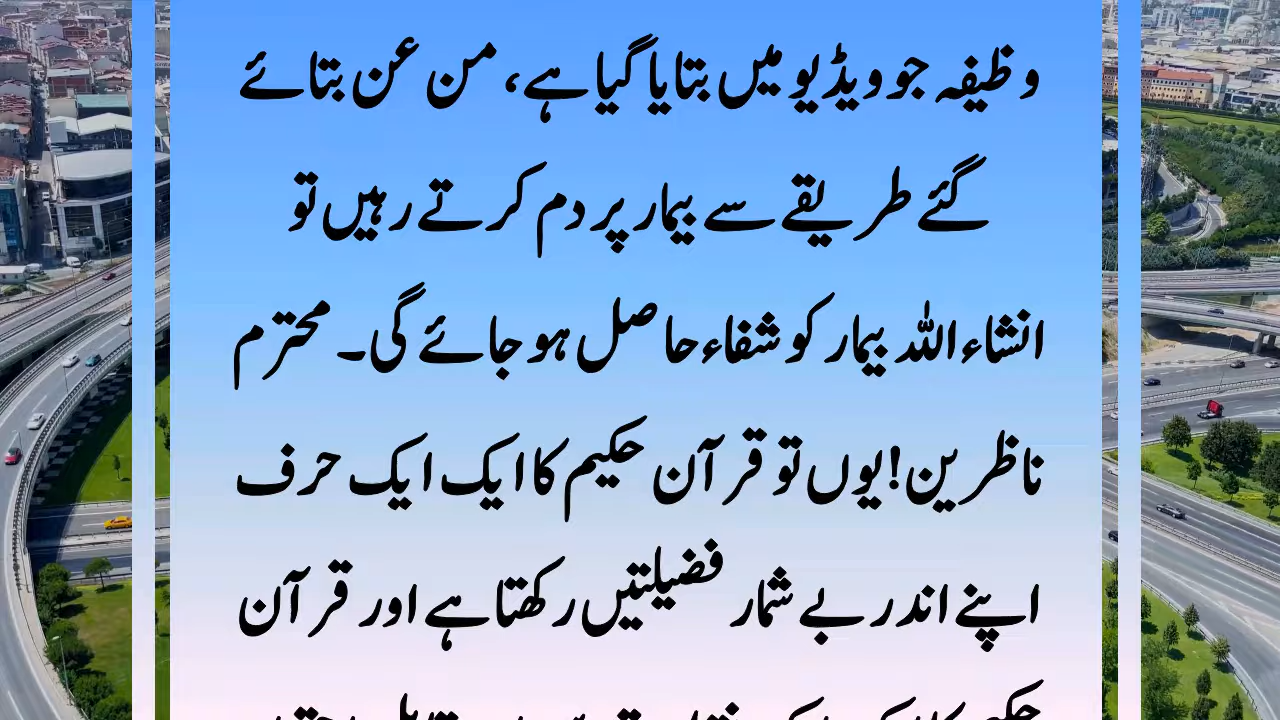 وظیفہ جو ویڈیو میں بتایا گیا ہے، من عن بتائے
گئے طریقے سے بیمار پر دم کرتے رہیں تو
انشاء اللہ بیمار کو شفاء حاصل ہو جائے گی۔ محترم
ناظرین! یوں تو قرآن حکیم کا ایک ایک حرف
اپنے اندر بے شمار فضیلتیں رکھتا ہے اور قرآن